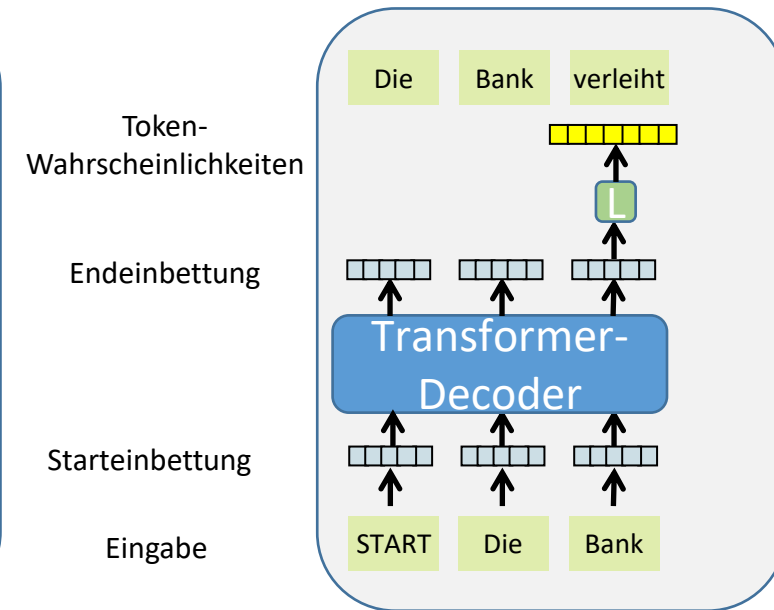 Die Bank verleiht
Token-
Wahrscheinlichkeiten
L
Endeinbettung
Transformer-
Decoder
Starteinbettung
Eingabe START Die Bank